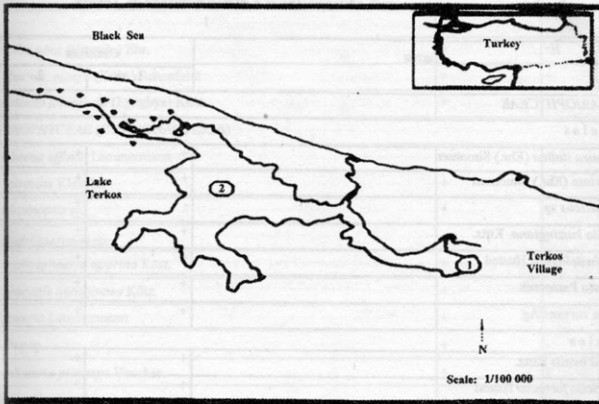 Black Sea
Turkey
Lake
Terkos
2
1
Terkos
Village
N
Scale: 1/100 000